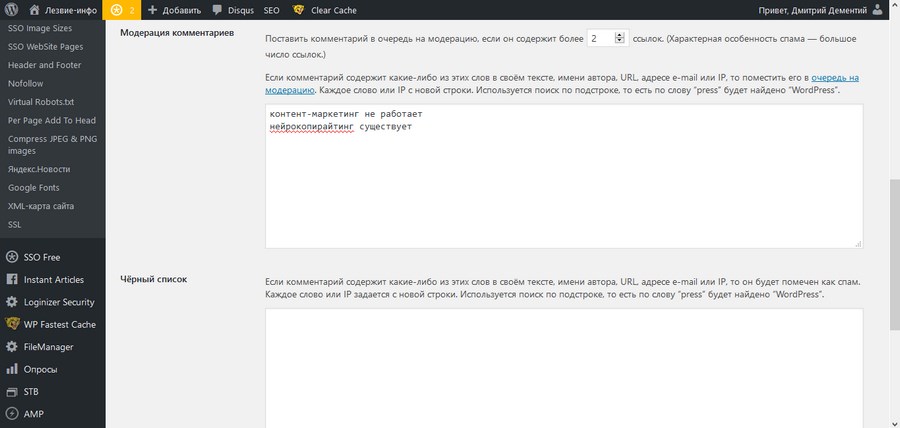 Лезвие-инфо
2
Добавить
Disqus
SEO
Clear Cache
Привет, Дмитрий Дементий
SSO Image Sizes
SSO WebSite Pages
Header and Footer
Nofollow
Virtual Robots.txt
Per Page Add To Head
Compress JPEG & PNG
images
Яндекс.Новости
Google Fonts
XML-карта сайта
SSL
SSO Free
Instant Articles
Loginizer Security
WP Fastest Cache
FileManager
Опросы
STB
AMP
Модерация комментариев
Поставить комментарий в очередь на модерацию, если он содержит более 2 ссылок. (Характерная особенность спама — большое
число ссылок.)
Если комментарий содержит какие-либо из этих слов в своём тексте, имени автора, URL, адресе e-mail или IP, то поместить его в очередь на
модерацию. Каждое слово или IP с новой строки. Используется поиск по подстроке, то есть по слову "press" будет найдено "WordPress".
контент-маркетинг не работает
нейрокопирайтинг существует
Чёрный список
Если комментарий содержит какие-либо из этих слов в своём тексте, имени автора, URL, адресе e-mail или IP, то он будет помечен как спам.
Каждое слово или IP задается с новой строки. Используется поиск по подстроке, то есть по слову "press" будет найдено "WordPress".